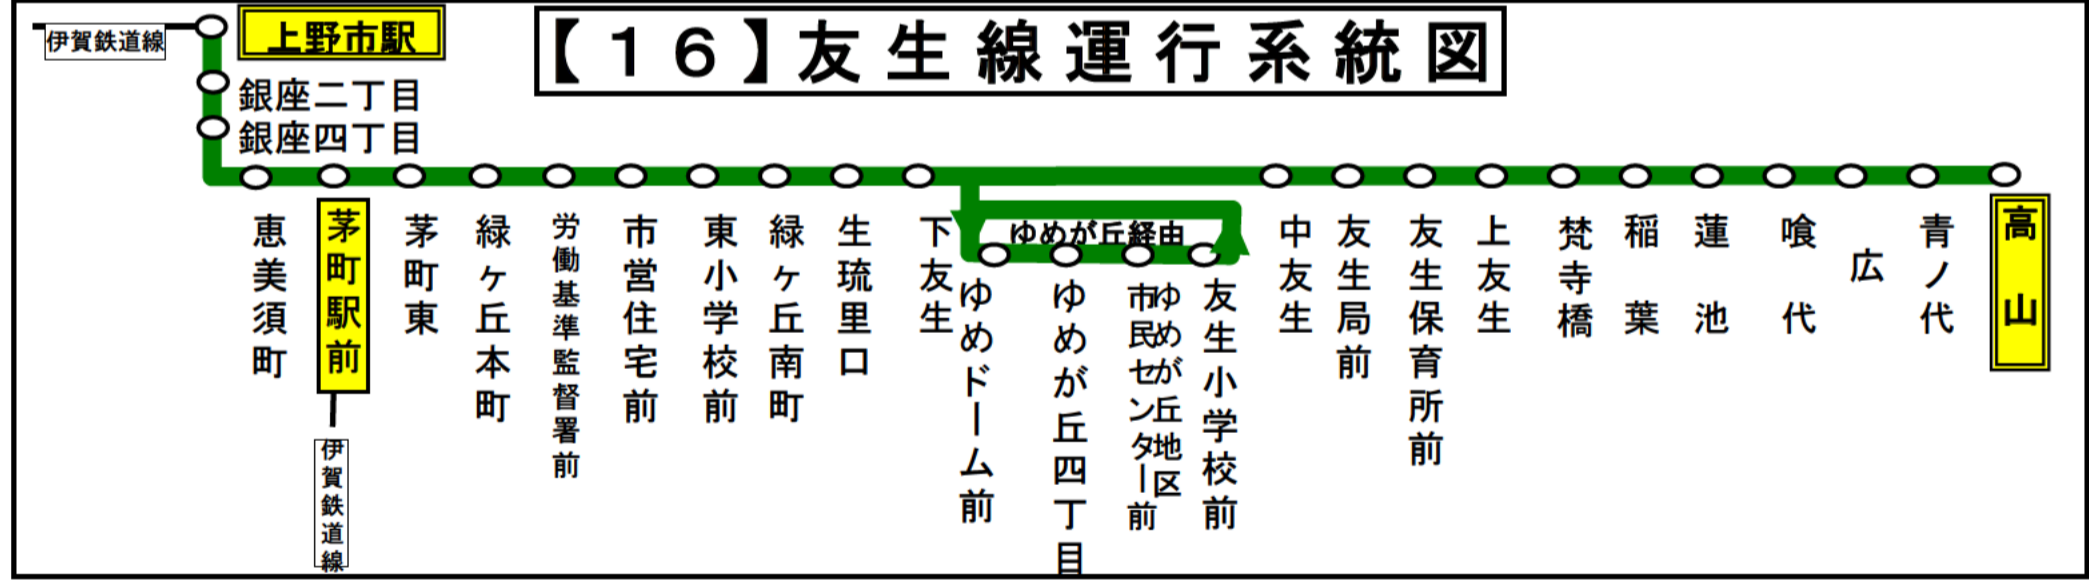 伊賀鉄道線
上野市駅
【１６】友生線運行系統図
銀座二丁目
銀座四丁目
恵美須町
茅町駅前
伊賀鉄道線
茅町東
緑ヶ丘本町
労働基準監督署前
市営住宅前
東小学校前
緑ヶ丘南町
生琉里口
下友生
ゆめが丘経由
ゆめドーム前
ゆめが丘四丁目
ゆめが丘地区
市民センター前
友生小学校前
中友生
友生局前
友生保育所前
上友生
梵寺橋
稲葉
蓮池
喰代
広
青ノ代
高山